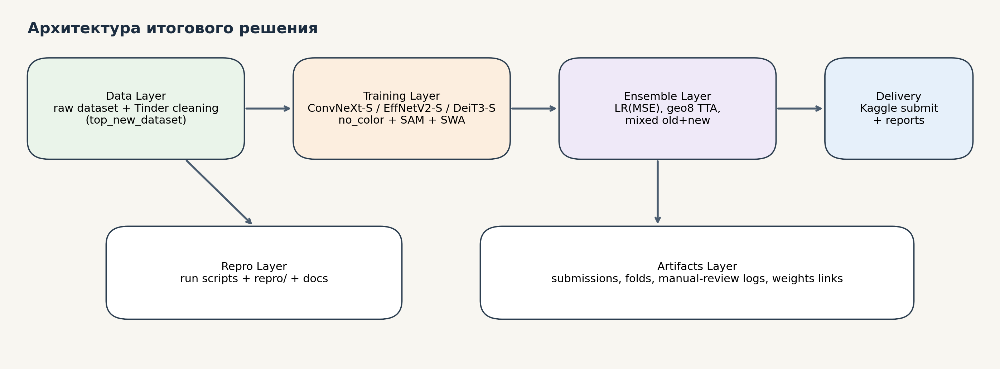 Архитектура итогового решения
Data Layer
raw dataset + Tinder cleaning
(top_new_dataset)
Training Layer
ConvNeXt-S / EffNetV2-S / DeiT3-S
no_color + SAM + SWA
Ensemble Layer
LR(MSE), geo8 TTA,
mixed old+new
Delivery
Kaggle submit
+ reports
Repro Layer
run scripts + repro/ + docs
Artifacts Layer
submissions, folds, manual-review logs, weights links